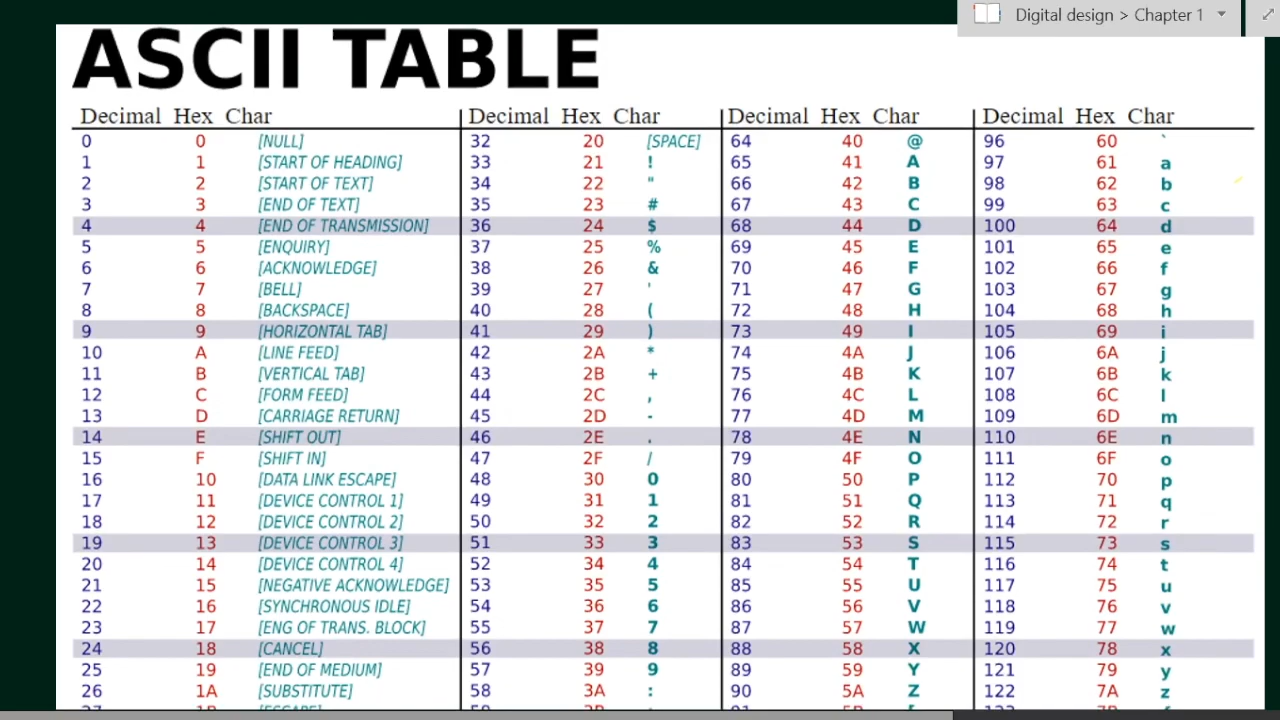 Digital design > Chapter 1
ASCII TABLE
Decimal Hex Char Decimal Hex Char Decimal Hex Char Decimal Hex Char
0 0 [NULL] 32 20 [SPACE] 64 40 @ 96 60 `
1 1 [START OF HEADING] 33 21 ! 65 41 A 97 61 a
2 2 [START OF TEXT] 34 22 " 66 42 B 98 62 b
3 3 [END OF TEXT] 35 23 # 67 43 C 99 63 c
4 4 [END OF TRANSMISSION] 36 24 $ 68 44 D 100 64 d
5 5 [ENQUIRY] 37 25 % 69 45 E 101 65 e
6 6 [ACKNOWLEDGE] 38 26 & 70 46 F 102 66 f
7 7 [BELL] 39 27 ' 71 47 G 103 67 g
8 8 [BACKSPACE] 40 28 ( 72 48 H 104 68 h
9 9 [HORIZONTAL TAB] 41 29 ) 73 49 I 105 69 i
10 A [LINE FEED] 42 2A * 74 4A J 106 6A j
11 B [VERTICAL TAB] 43 2B + 75 4B K 107 6B k
12 C [FORM FEED] 44 2C , 76 4C L 108 6C l
13 D [CARRIAGE RETURN] 45 2D - 77 4D M 109 6D m
14 E [SHIFT OUT] 46 2E . 78 4E N 110 6E n
15 F [SHIFT IN] 47 2F / 79 4F O 111 6F o
16 10 [DATA LINK ESCAPE] 48 30 0 80 50 P 112 70 p
17 11 [DEVICE CONTROL 1] 49 31 1 81 51 Q 113 71 q
18 12 [DEVICE CONTROL 2] 50 32 2 82 52 R 114 72 r
19 13 [DEVICE CONTROL 3] 51 33 3 83 53 S 115 73 s
20 14 [DEVICE CONTROL 4] 52 34 4 84 54 T 116 74 t
21 15 [NEGATIVE ACKNOWLEDGE] 53 35 5 85 55 U 117 75 u
22 16 [SYNCHRONOUS IDLE] 54 36 6 86 56 V 118 76 v
23 17 [ENG OF TRANS. BLOCK] 55 37 7 87 57 W 119 77 w
24 18 [CANCEL] 56 38 8 88 58 X 120 78 x
25 19 [END OF MEDIUM] 57 39 9 89 59 Y 121 79 y
26 1A [SUBSTITUTE] 58 3A : 90 5A Z 122 7A z